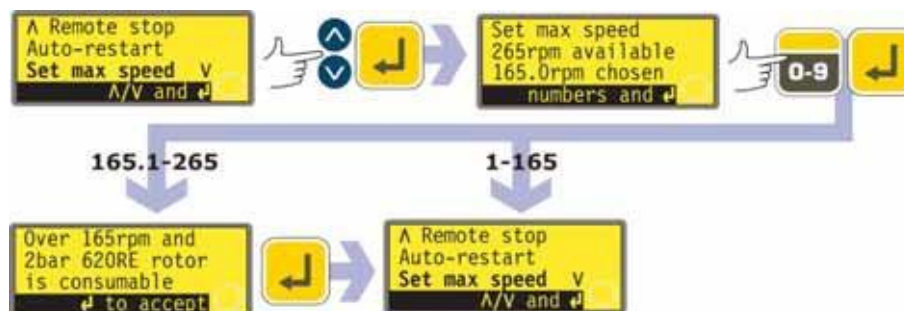 Λ Remote stop
Auto-restart
Set max speed V
Λ/V and ↵
Set max speed
265rpm available
165.0rpm chosen
numbers and ↵
0-9
165.1-265
1-165
Over 165rpm and
2bar 620RE rotor
is consumable
↵ to accept
Λ Remote stop
Auto-restart
Set max speed V
Λ/V and ↵